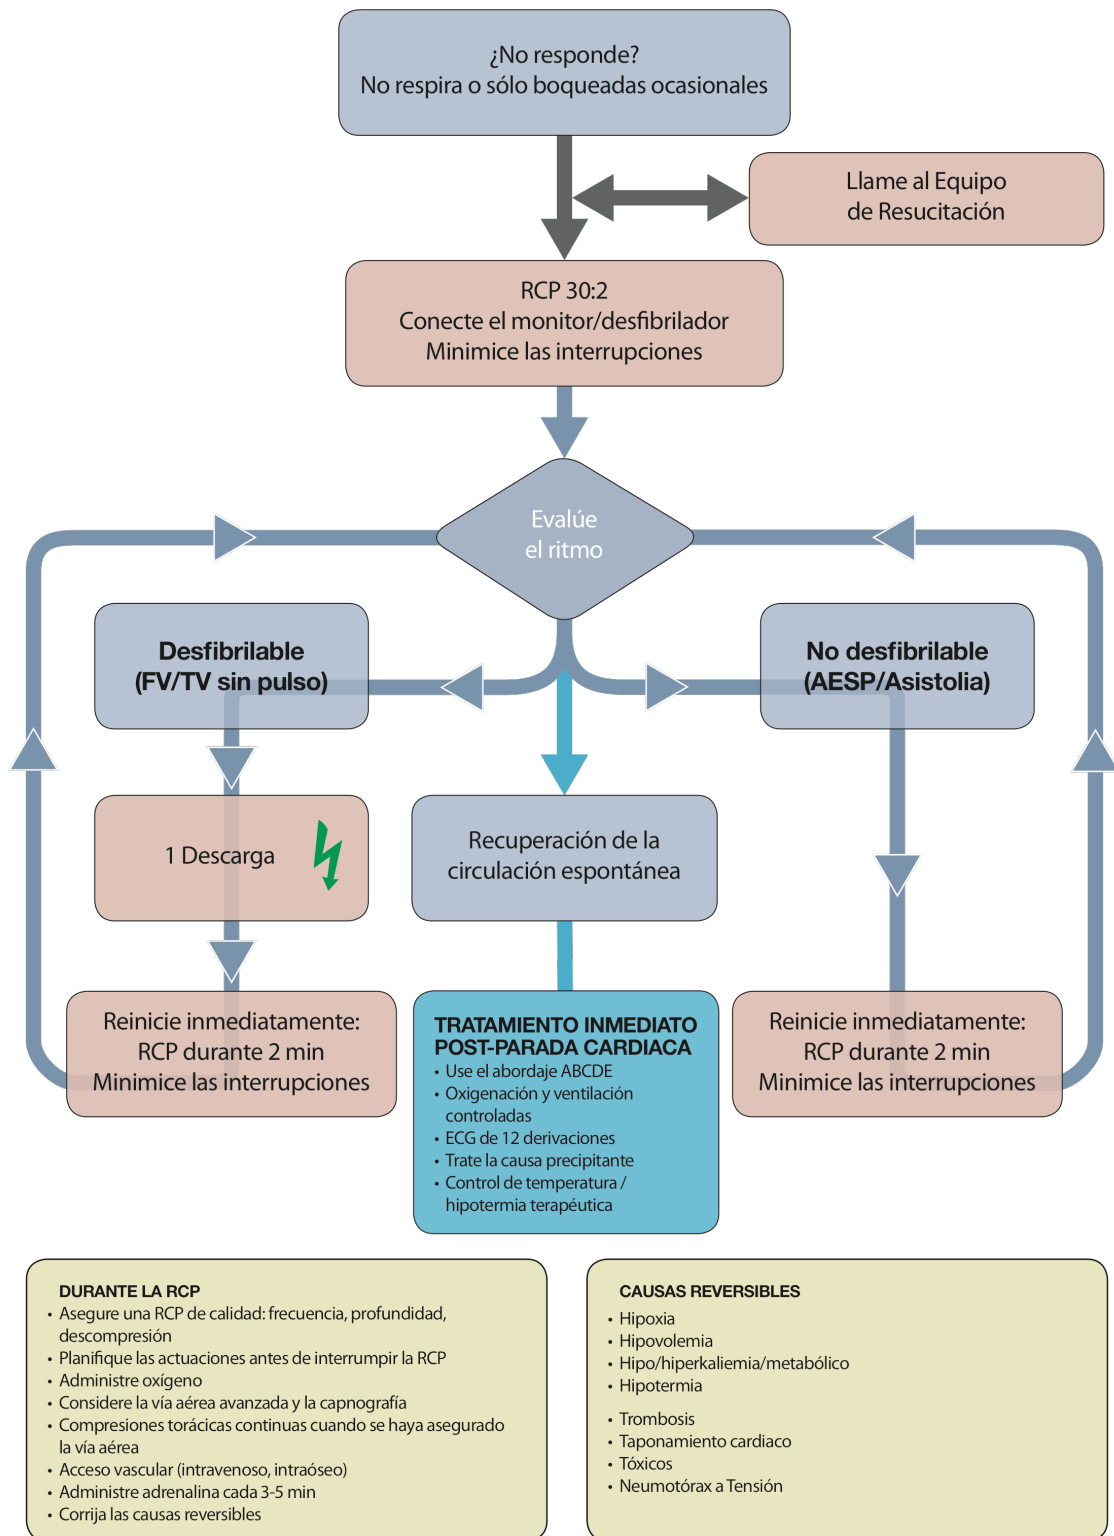 ¿No responde?
No respira o sólo boqueadas ocasionales
Llame al Equipo
de Resucitación
RCP 30:2
Conecte el monitor/desfibrilador
Minimice las interrupciones
Evalúe
el ritmo
Desfibrilable
(FV/TV sin pulso)
No desfibrilable
(AESP/Asistolia)
1 Descarga
Recuperación de la
circulación espontánea
Reinicie inmediatamente:
RCP durante 2 min
Minimice las interrupciones
TRATAMIENTO INMEDIATO
POST-PARADA CARDIACA
• Use el abordaje ABCDE
• Oxigenación y ventilación
controladas
• ECG de 12 derivaciones
• Trate la causa precipitante
• Control de temperatura /
hipotermia terapéutica
Reinicie inmediatamente:
RCP durante 2 min
Minimice las interrupciones
DURANTE LA RCP
• Asegure una RCP de calidad: frecuencia, profundidad,
descompresión
• Planifique las actuaciones antes de interrumpir la RCP
• Administre oxígeno
• Considere la vía aérea avanzada y la capnografía
• Compresiones torácicas continuas cuando se haya asegurado
la vía aérea
• Acceso vascular (intravenoso, intraóseo)
• Administre adrenalina cada 3-5 min
• Corrija las causas reversibles
CAUSAS REVERSIBLES
• Hipoxia
• Hipovolemia
• Hipo/hiperkaliemia/metabólico
• Hipotermia
• Trombosis
• Taponamiento cardiaco
• Tóxicos
• Neumotórax a Tensión